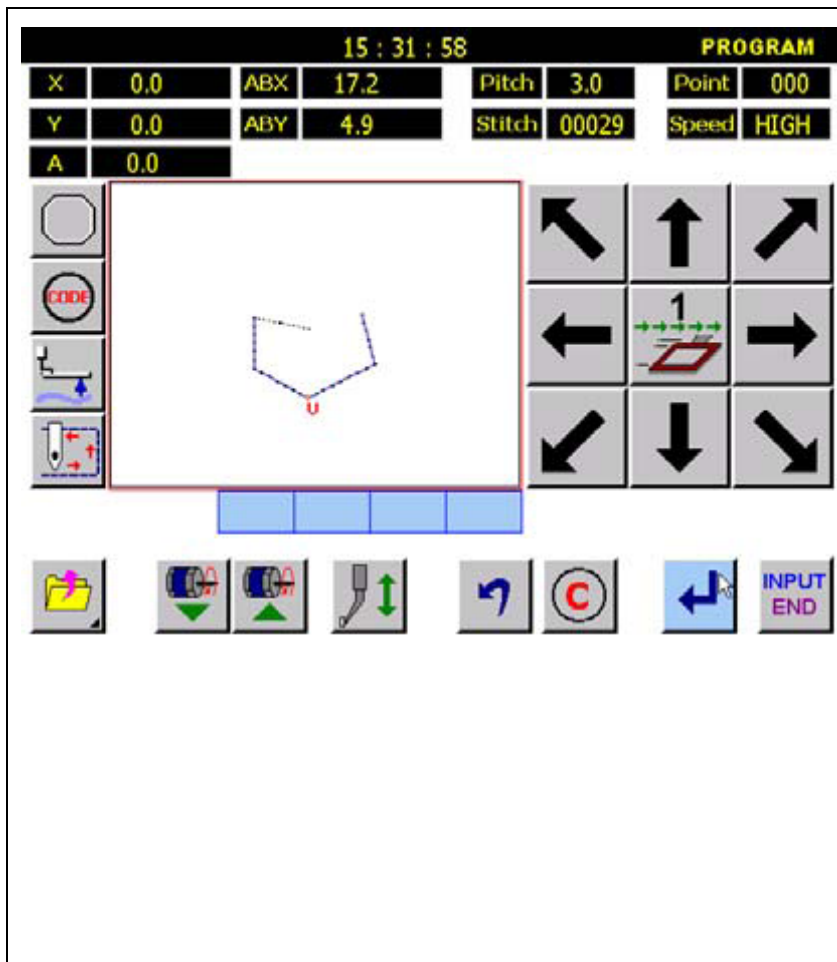 15 : 31 : 58 PROGRAM
X 0.0 ABX 17.2 Pitch 3.0 Point 000
Y 0.0 ABY 4.9 Stitch 00029 Speed HIGH
A 0.0
1
CODE
U
C
INPUT
END